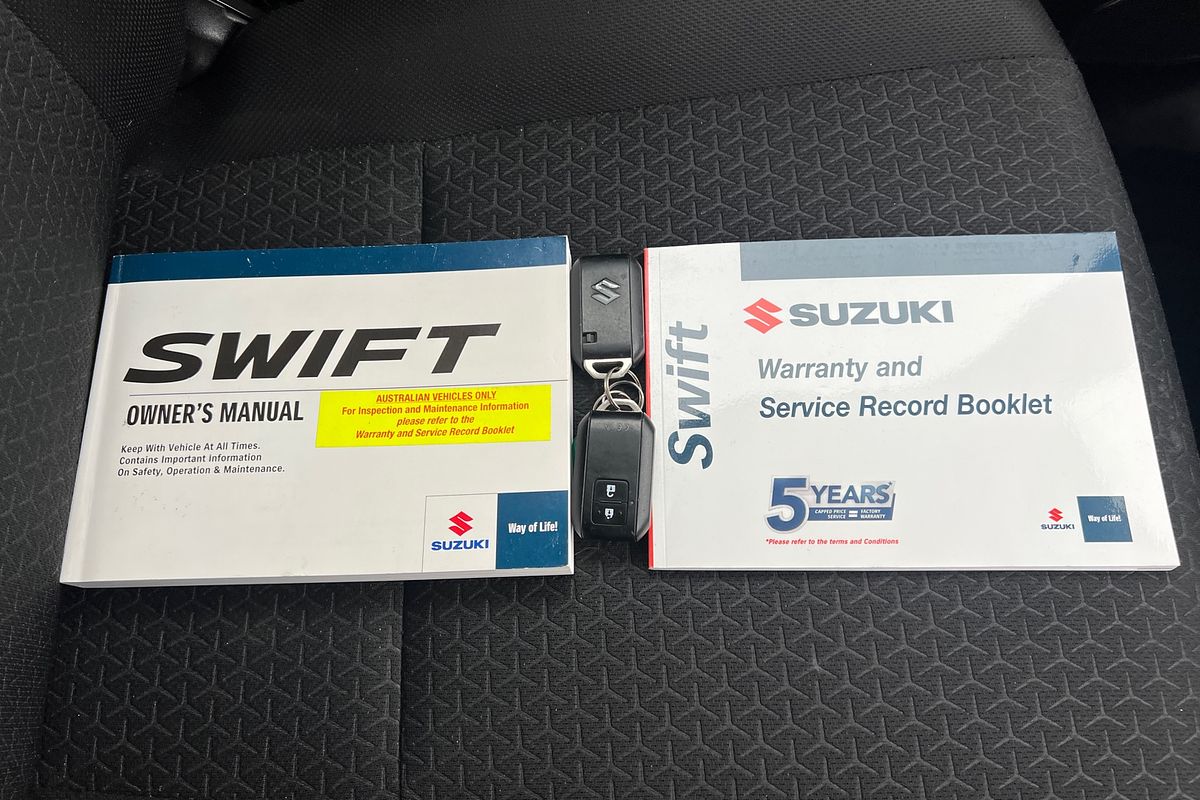 SWIFT
OWNER'S MANUAL
AUSTRALIAN VEHICLES ONLY
For Inspection and Maintenance Information
please refer to the
Warranty and Service Record Booklet
Keep With Vehicle At All Times.
Contains Important Information
On Safety, Operation & Maintenance.
SUZUKI
Way of Life!
Swift
SUZUKI
Warranty and
Service Record Booklet
5 YEARS*
CAPPED PRICE SERVICE = FACTORY WARRANTY
*Please refer to the terms and Conditions
SUZUKI
Way of Life!